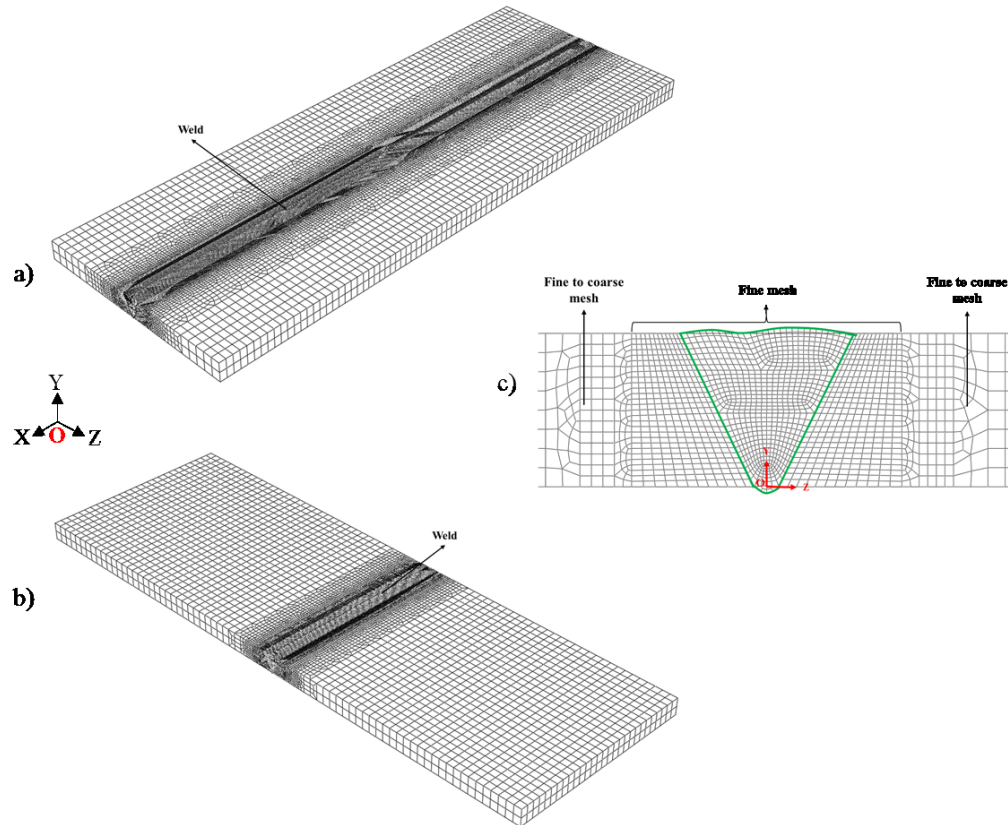 Weld
a)
Fine to coarse
mesh
Fine mesh
Fine to coarse
mesh
c)
Y
X
O
Z
Y
O
Z
Weld
b)